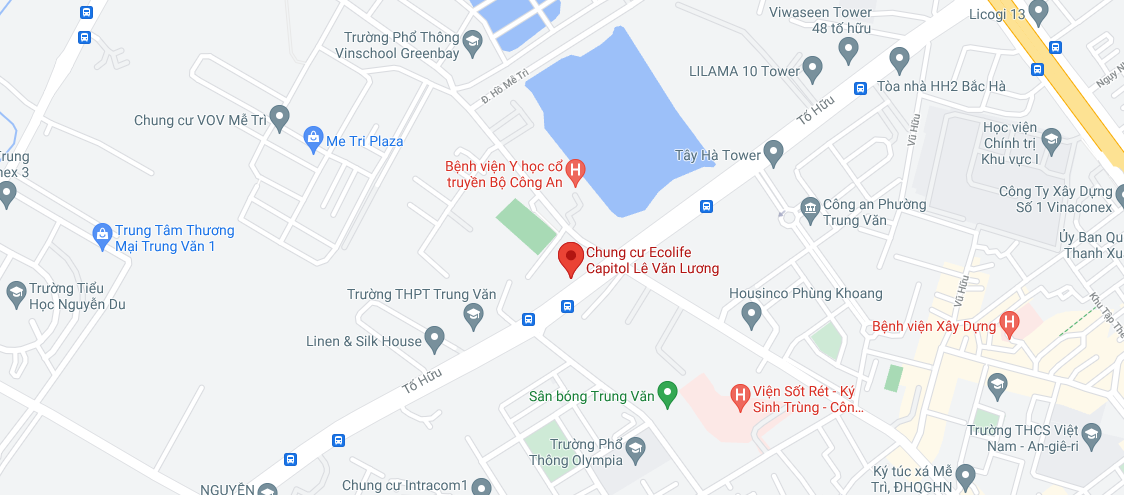 Viwaseen Tower
48 tố hữu
Licogi 13
Trường Phổ Thông
Vinschool Greenbay
LILAMA 10 Tower
Tòa nhà HH2 Bắc Hà
Đ. Hồ Mễ Trì
Tố Hữu
Chung cư VOV Mễ Trì
Me Tri Plaza
Vũ Hữu
Học viện
Chính trị
Khu vực I
Trung
nex 3
Tây Hà Tower
Bệnh viện Y học cổ
truyền Bộ Công An
Công an Phường
Trung Văn
Công Ty Xây Dựng
Số 1 Vinaconex
Trung Tâm Thương
Mại Trung Văn 1
Ủy Ban Qu
Thanh Xu
Chung cư Ecolife
Capitol Lê Văn Lương
Trường Tiểu
Học Nguyễn Du
Trường THPT Trung Văn
Housinco Phùng Khoang
Vũ Hữu
Khu Tập The
Linen & Silk House
Bệnh viện Xây Dựng
Tố Hữu
Sân bóng Trung Văn
Viện Sốt Rét - Ký
Sinh Trùng - Côn...
Trường Phổ
Thông Olympia
Trường THCS Việt
Nam - An-giê-ri
Ký túc xá Mễ
Trì, ĐHQGHN
Chung cư Intracom1
NGUYÊN